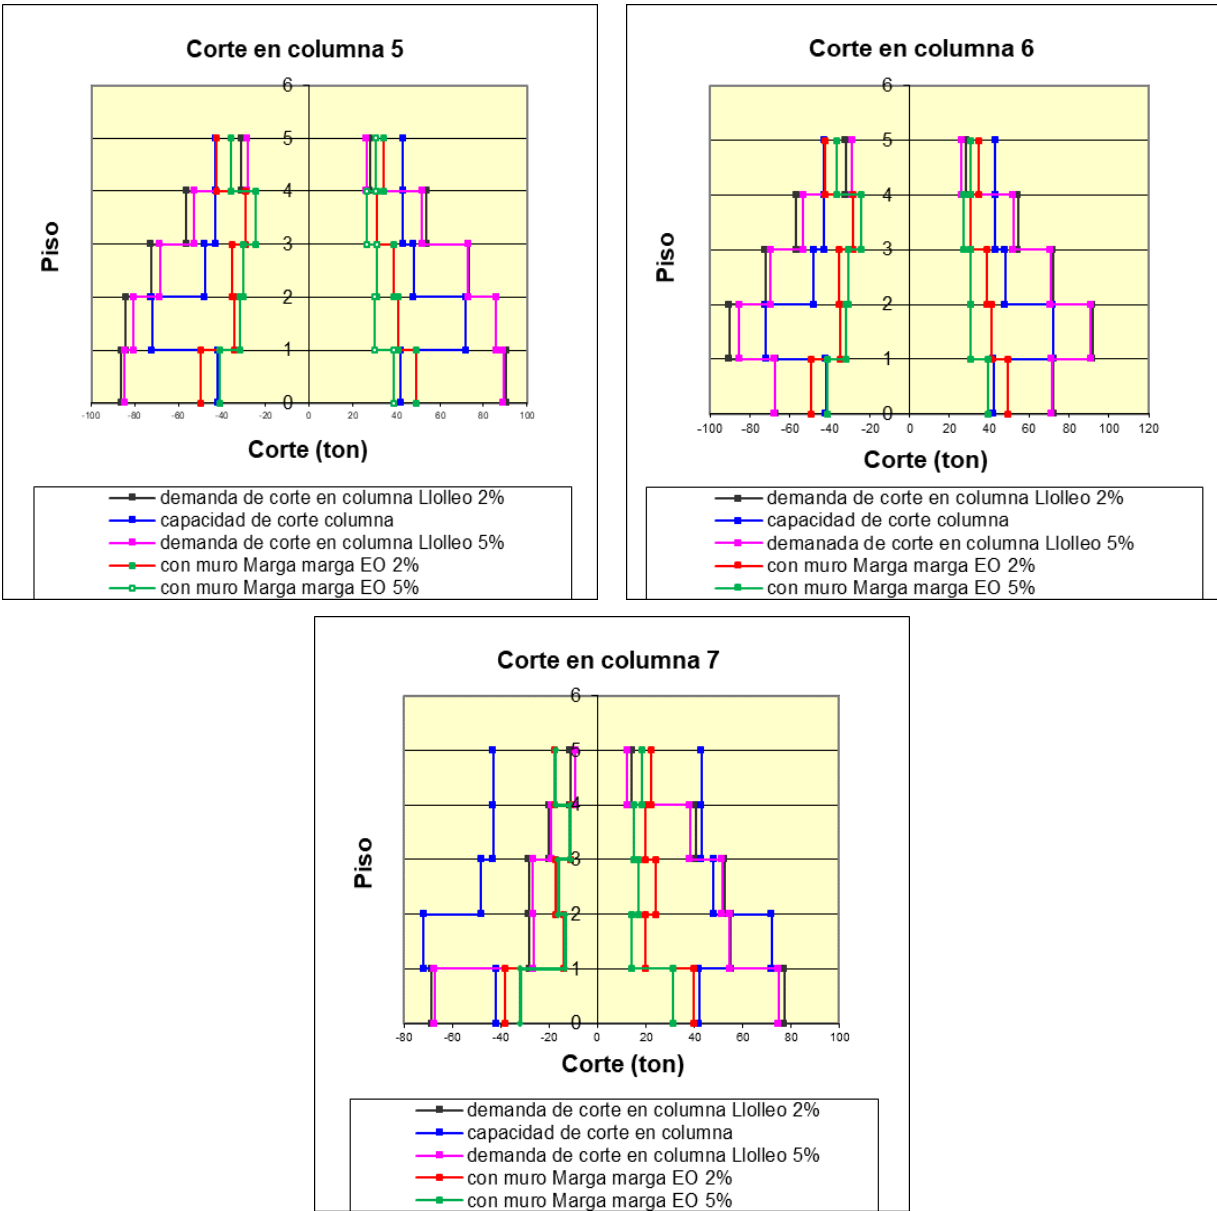 Corte en columna 5
6
5
4
3
2
1
0
Piso
-100 -80 -60 -40 -20 0 20 40 60 80 100
Corte (ton)
demanda de corte en columna Llolleo 2%
capacidad de corte columna
demanda de corte en columna Llolleo 5%
con muro Marga marga EO 2%
con muro Marga marga EO 5%
Corte en columna 6
6
5
4
3
2
1
0
Piso
-100 -80 -60 -40 -20 0 20 40 60 80 100 120
Corte (ton)
demanda de corte en columna Llolleo 2%
capacidad de corte columna
demanada de corte en columna Llolleo 5%
con muro Marga marga EO 2%
con muro Marga marga EO 5%
Corte en columna 7
6
5
4
3
2
1
0
Piso
-80 -60 -40 -20 0 20 40 60 80 100
Corte (ton)
demanda de corte en columna Llolleo 2%
capacidad de corte en columna
demanda de corte en columna Llolleo 5%
con muro Marga marga EO 2%
con muro Marga marga EO 5%